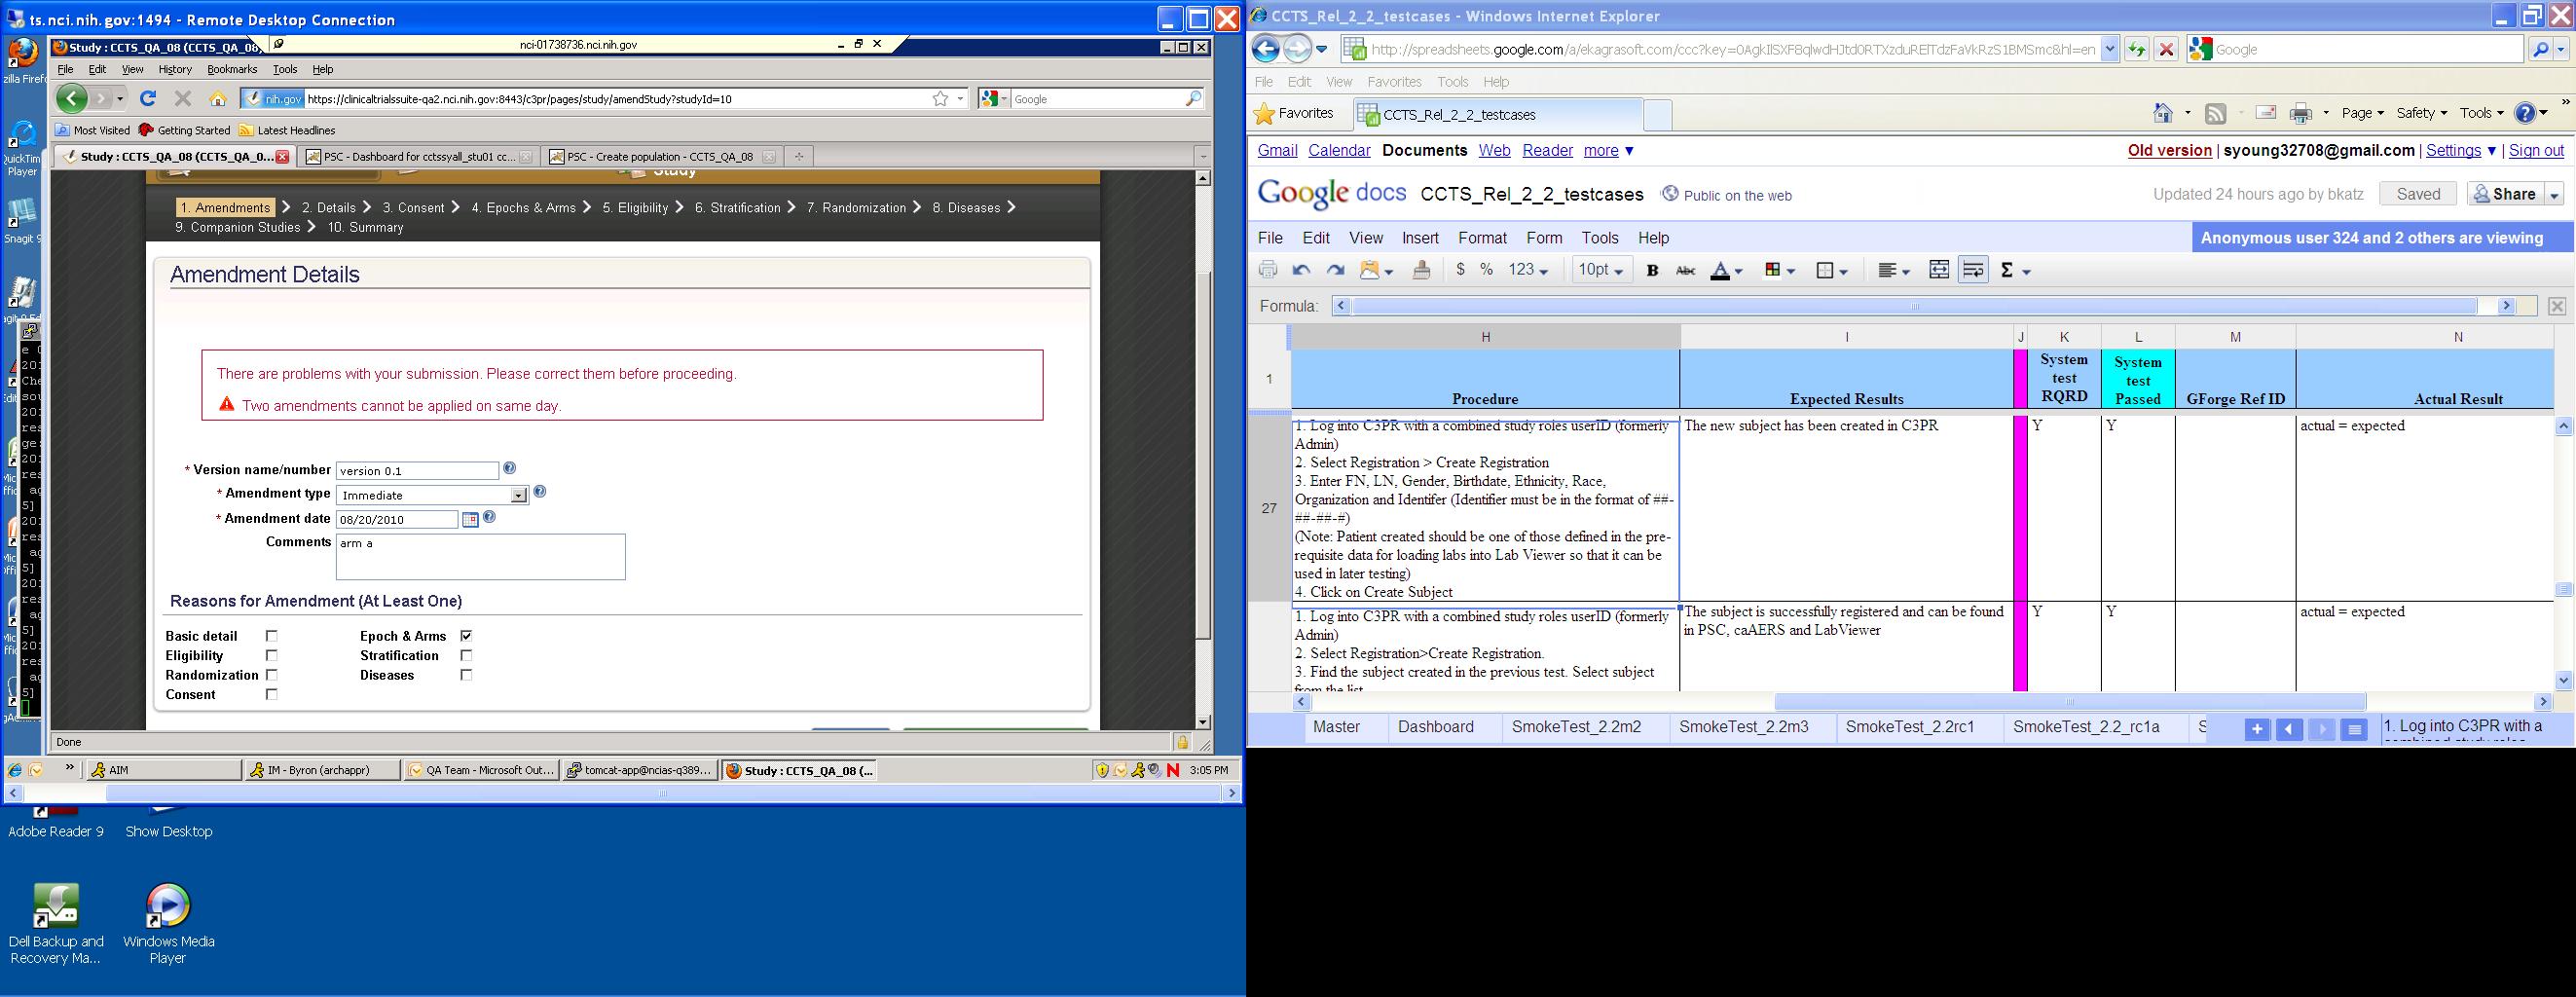 ts.nci.nih.gov:1494 - Remote Desktop Connection
Study : CCTS_QA_08 (CCTS_QA_08
nci-01738736.nci.nih.gov
File Edit View History Bookmarks Tools Help
nih.gov https://clinicaltrialssuite-qa2.nci.nih.gov:8443/c3pr/pages/study/amendStudy?studyId=10
Google
Most Visited Getting Started Latest Headlines
Study : CCTS_QA_08 (CCTS_QA_0... PSC - Dashboard for cctssyall_stu01 cc... PSC - Create population - CCTS_QA_08
Study
1. Amendments 2. Details 3. Consent 4. Epochs & Arms 5. Eligibility 6. Stratification 7. Randomization 8. Diseases
9. Companion Studies 10. Summary
Amendment Details
There are problems with your submission. Please correct them before proceeding.
Two amendments cannot be applied on same day.
* Version name/number version 0.1
* Amendment type Immediate
* Amendment date 08/20/2010
Comments arm a
Reasons for Amendment (At Least One)
Basic detail Epoch & Arms
Eligibility Stratification
Randomization Diseases
Consent
Done
AIM IM - Byron (archappr) QA Team - Microsoft Out... tomcat-app@ncias-q389... Study : CCTS_QA_08 (... 3:05 PM
QuickTim
Player
Snagit 9
Adobe Reader 9 Show Desktop
Dell Backup and
Recovery Ma...
Windows Media
Player
CCTS_Rel_2_2_testcases - Windows Internet Explorer
http://spreadsheets.google.com/a/ekagrasoft.com/ccc?key=0AgkIlSXF8qlwdHJtd0RTXzduRElTdzFaVkRzS1BMSmc&hl=en
Google
File Edit View Favorites Tools Help
Favorites CCTS_Rel_2_2_testcases Page Safety Tools
Gmail Calendar Documents Web Reader more ▼
Old version | syoung32708@gmail.com | Settings ▼ | Sign out
Google docs CCTS_Rel_2_2_testcases Public on the web
Updated 24 hours ago by bkatz Saved Share
File Edit View Insert Format Form Tools Help
Anonymous user 324 and 2 others are viewing
$ % 123 10pt B Abc A Σ
Formula:
H I J K L M N
1 Procedure Expected Results System test RQRD System test Passed GForge Ref ID Actual Result
27
1. Log into C3PR with a combined study roles userID (formerly
Admin)
2. Select Registration > Create Registration
3. Enter FN, LN, Gender, Birthdate, Ethnicity, Race,
Organization and Identifer (Identifier must be in the format of ##-
##-##-#)
(Note: Patient created should be one of those defined in the pre-
requisite data for loading labs into Lab Viewer so that it can be
used in later testing)
4. Click on Create Subject
The new subject has been created in C3PR
Y Y actual = expected
1. Log into C3PR with a combined study roles userID (formerly
Admin)
2. Select Registration>Create Registration.
3. Find the subject created in the previous test. Select subject
from the list
The subject is successfully registered and can be found
in PSC, caAERS and LabViewer
Y Y actual = expected
Master Dashboard SmokeTest_2.2m2 SmokeTest_2.2m3 SmokeTest_2.2rc1 SmokeTest_2.2_rc1a
1. Log into C3PR with a
combined study roles